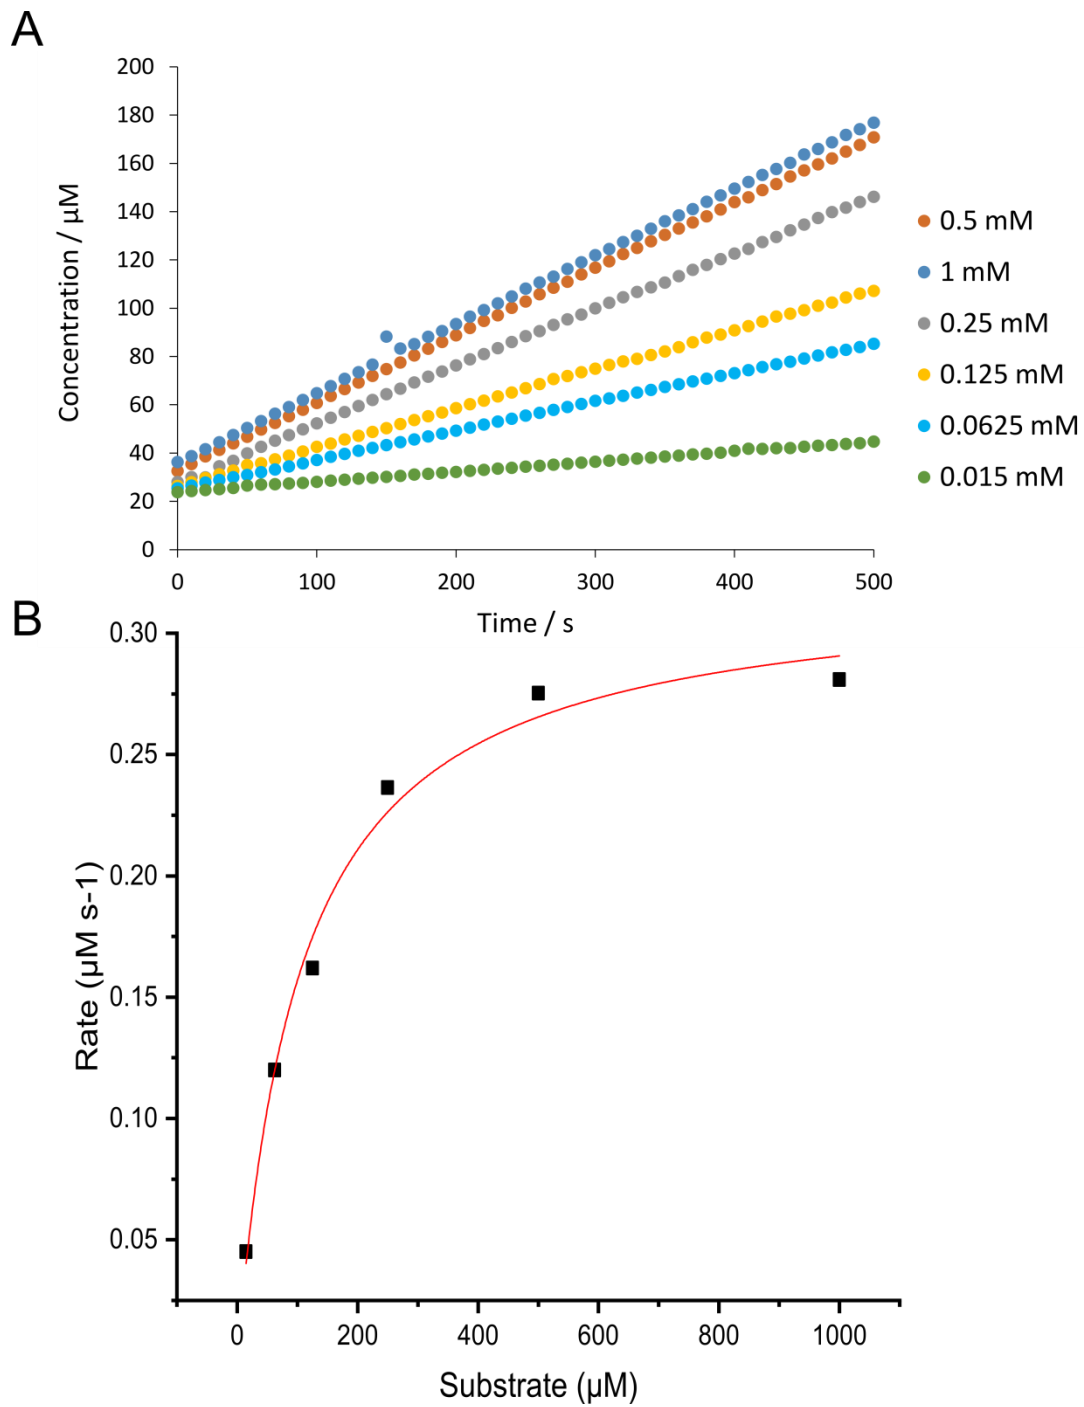 A
200
180
160
140
120
100
80
60
40
20
0
Concentration / µM
0 100 200 300 400 500
Time / s
0.5 mM
1 mM
0.25 mM
0.125 mM
0.0625 mM
0.015 mM
B
0.30
0.25
0.20
0.15
0.10
0.05
Rate (µM s-1)
0 200 400 600 800 1000
Substrate (µM)